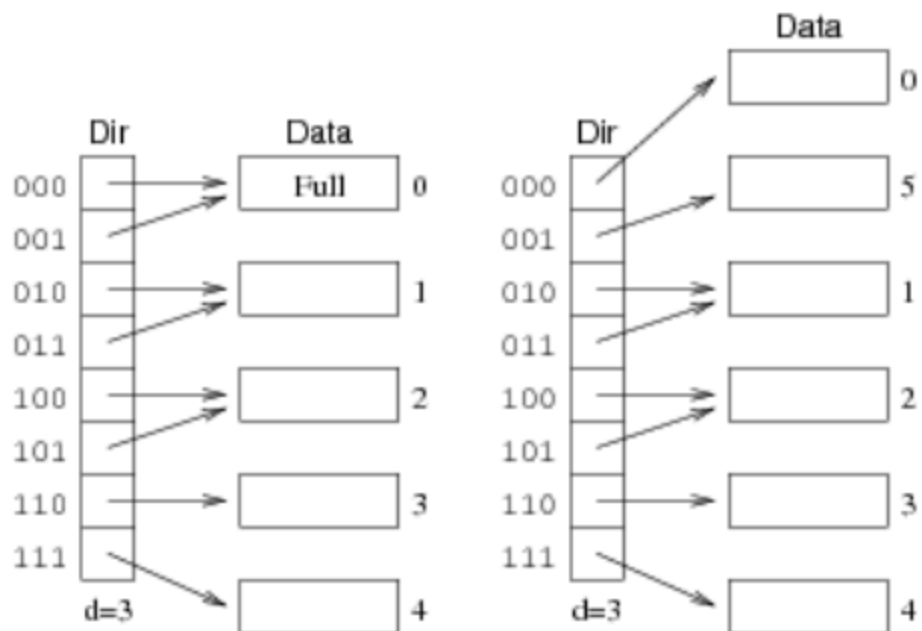 Data
0
Dir Data Dir
000 Full 0 000 5
001 001
010 1 010 1
011 011
100 2 100 2
101 101
110 3 110 3
111 111
d=3 4 d=3 4